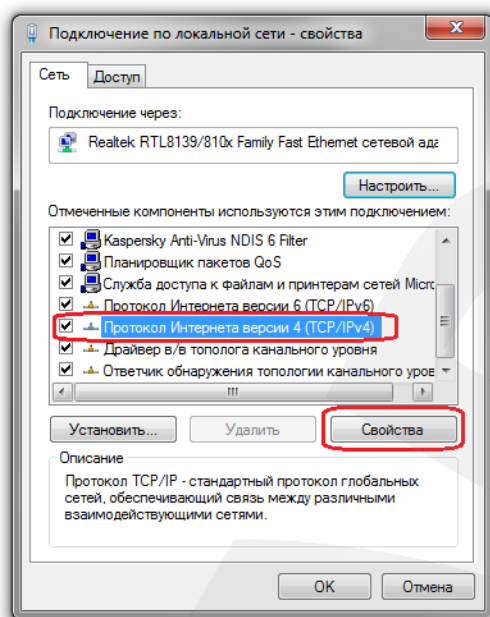 Подключение по локальной сети - свойства
Сеть
Доступ
Подключение через:
Realtek RTL8139/810x Family Fast Ethernet сетевой ада
Настроить...
Отмеченные компоненты используются этим подключением:
Kaspersky Anti-Virus NDIS 6 Filter
Планировщик пакетов QoS
Служба доступа к файлам и принтерам сетей Micro
Протокол Интернета версии 6 (TCP/IPv6)
Протокол Интернета версии 4 (TCP/IPv4)
Драйвер в/в тополога канального уровня
Ответчик обнаружения топологии канального уров
Установить...
Удалить
Свойства
Описание
Протокол TCP/IP - стандартный протокол глобальных
сетей, обеспечивающий связь между различными
взаимодействующими сетями.
OK
Отмена